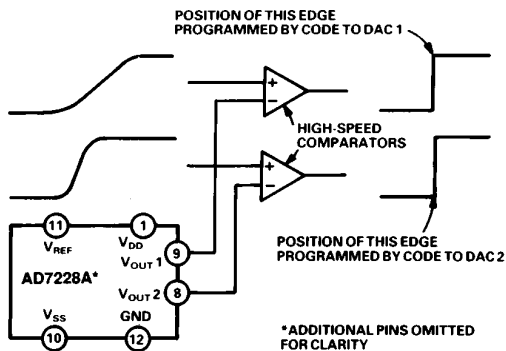 POSITION OF THIS EDGE
PROGRAMMED BY CODE TO DAC 1
+
−
HIGH-SPEED
COMPARATORS
+
−
POSITION OF THIS EDGE
PROGRAMMED BY CODE TO DAC 2
11
1
VREF
VDD
9
VOUT 1
AD7228A*
8
VOUT 2
VSS
GND
10
12
*ADDITIONAL PINS OMITTED
FOR CLARITY